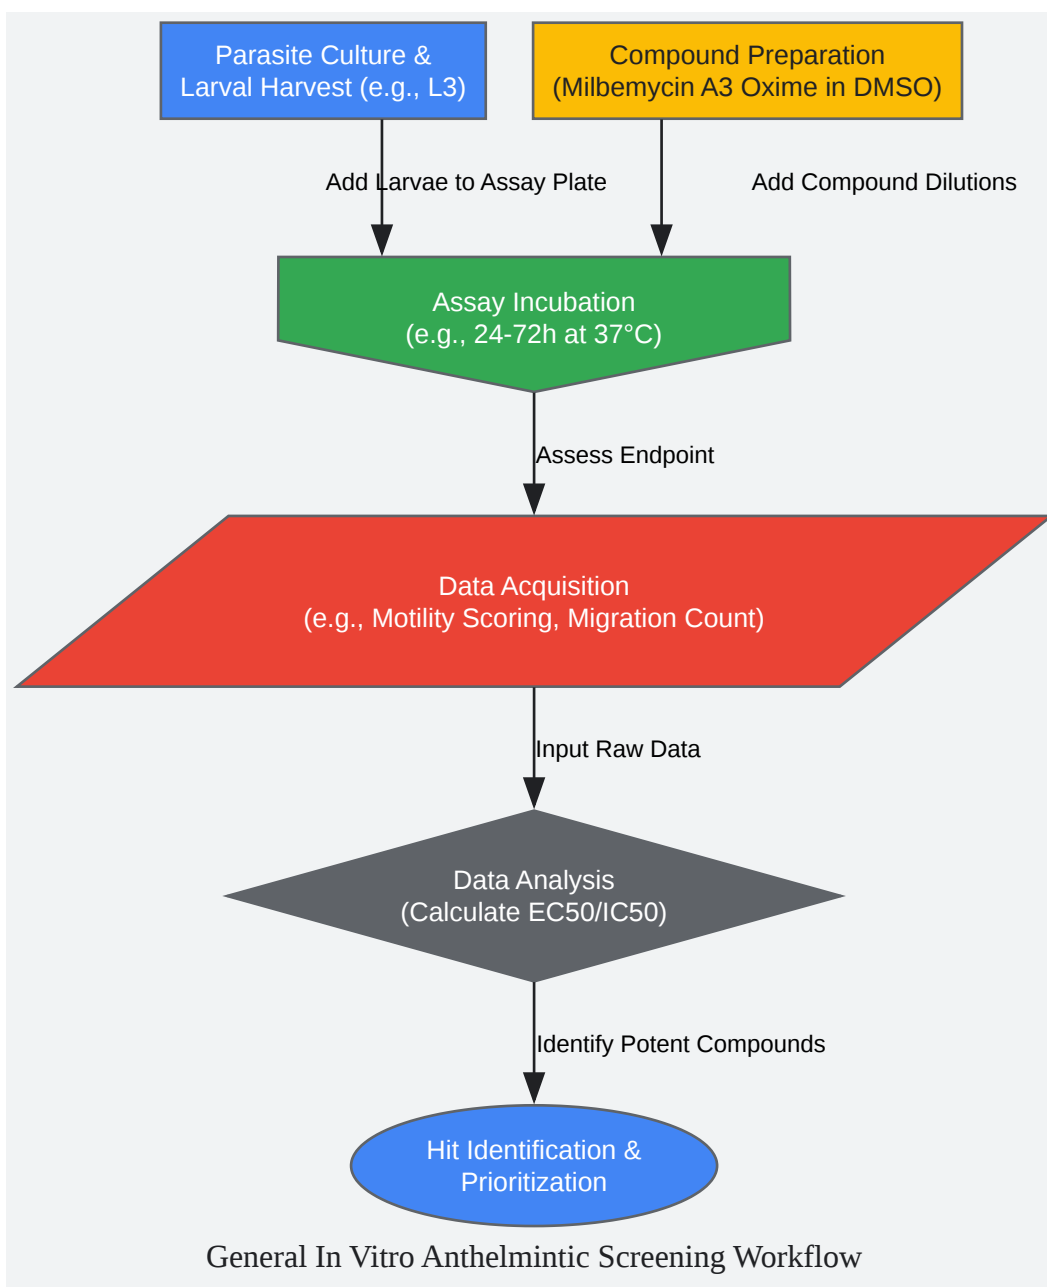 Parasite Culture &
Larval Harvest (e.g., L3)
Compound Preparation
(Milbemycin A3 Oxime in DMSO)
Add Larvae to Assay Plate
Add Compound Dilutions
Assay Incubation
(e.g., 24-72h at 37°C)
Assess Endpoint
Data Acquisition
(e.g., Motility Scoring, Migration Count)
Input Raw Data
Data Analysis
(Calculate EC50/IC50)
Identify Potent Compounds
Hit Identification &
Prioritization
General In Vitro Anthelmintic Screening Workflow